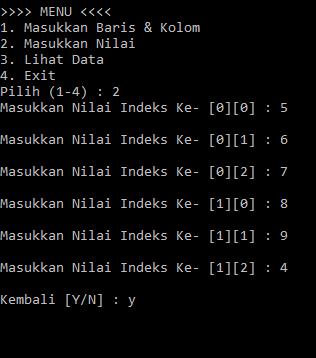 >>>> MENU <<<<
1. Masukkan Baris & Kolom
2. Masukkan Nilai
3. Lihat Data
4. Exit
Pilih (1-4) : 2
Masukkan Nilai Indeks Ke- [0][0] : 5
Masukkan Nilai Indeks Ke- [0][1] : 6
Masukkan Nilai Indeks Ke- [0][2] : 7
Masukkan Nilai Indeks Ke- [1][0] : 8
Masukkan Nilai Indeks Ke- [1][1] : 9
Masukkan Nilai Indeks Ke- [1][2] : 4
Kembali [Y/N] : y